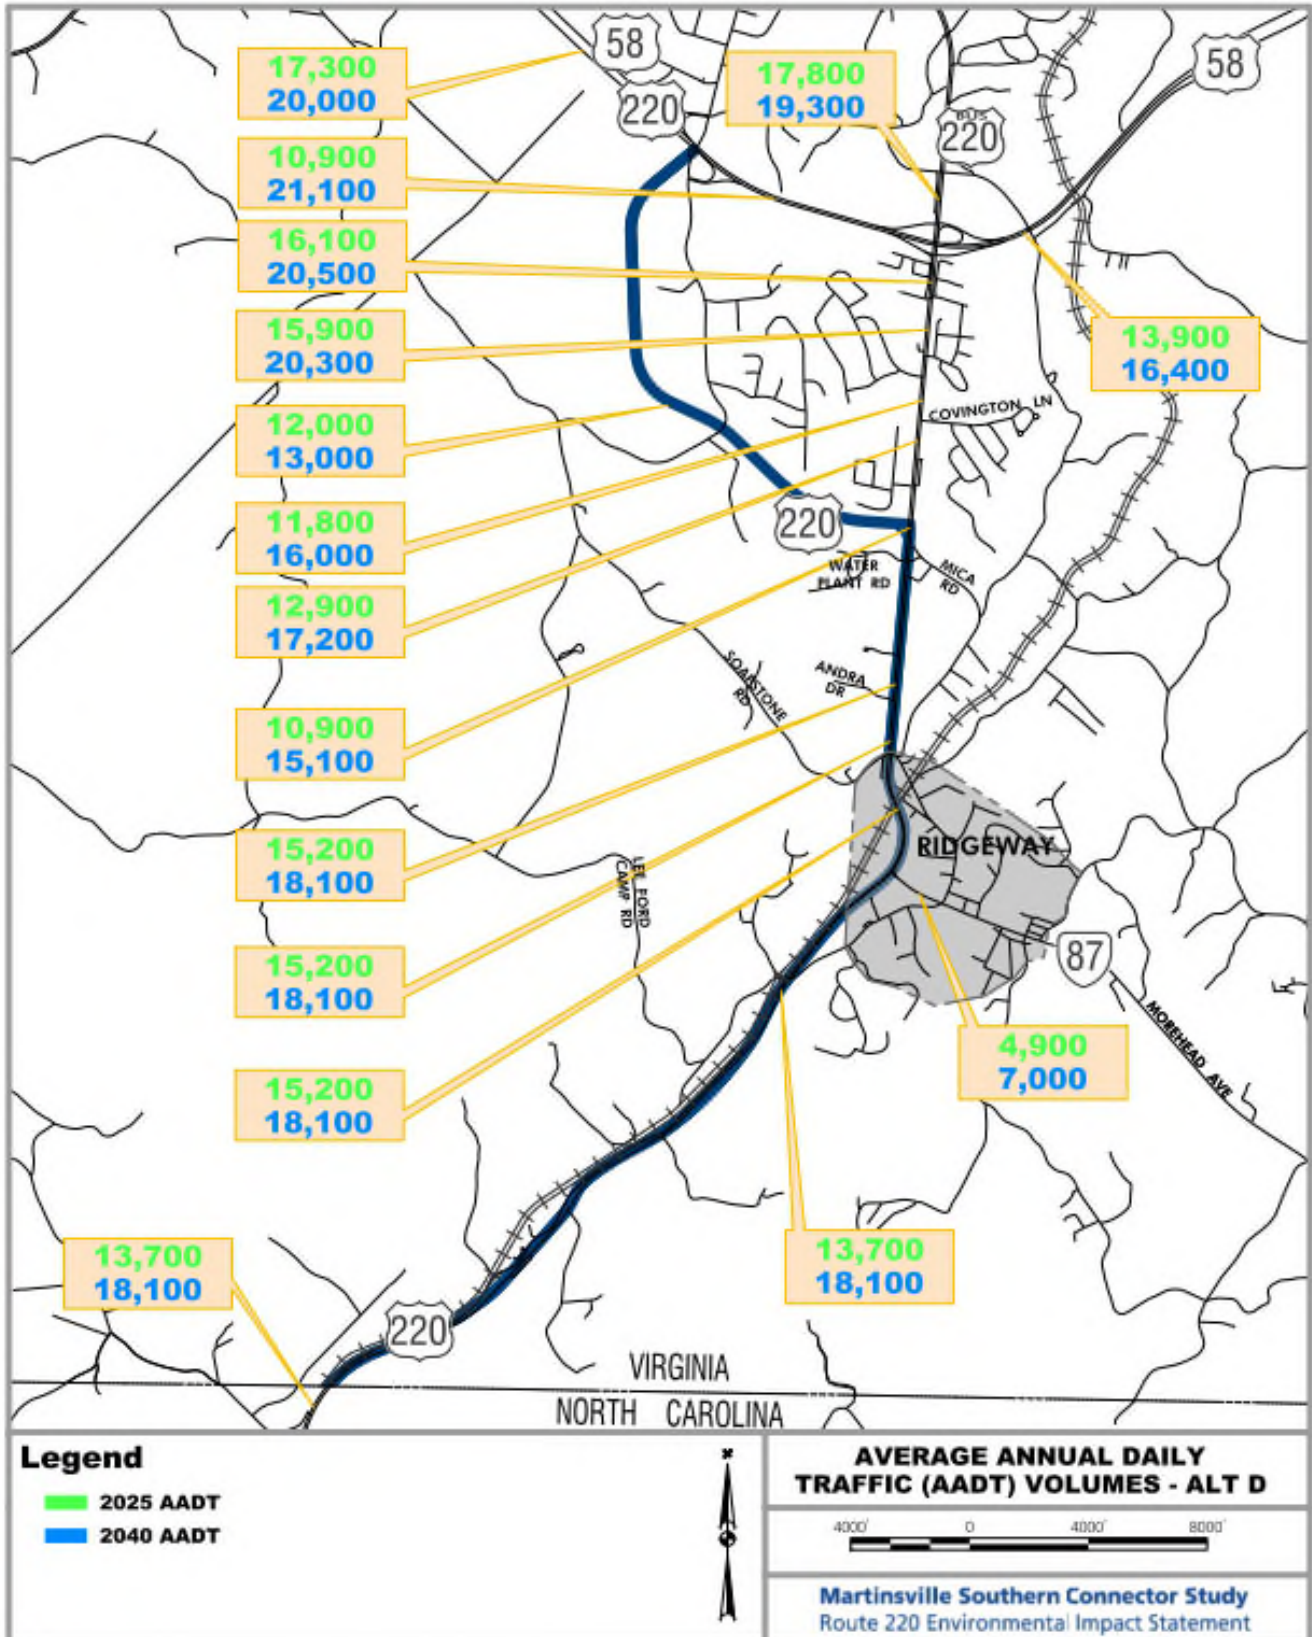 58
17,300
20,000
17,800
19,300
58
220
BUS
220
10,900
21,100
16,100
20,500
15,900
20,300
13,900
16,400
12,000
13,000
COVINGTON LN
11,800
16,000
220
WATER
PLANT RD
MICA
RD
12,900
17,200
SOAPSTONE
RD
ANDRA
DR
10,900
15,100
15,200
18,100
RIDGEWAY
LEE FORD
CAMP RD
87
15,200
18,100
MOREHEAD AVE
4,900
7,000
15,200
18,100
13,700
18,100
13,700
18,100
220
VIRGINIA
NORTH CAROLINA
Legend
2025 AADT
2040 AADT
AVERAGE ANNUAL DAILY
TRAFFIC (AADT) VOLUMES - ALT D
4000' 0 4000' 8000'
Martinsville Southern Connector Study
Route 220 Environmental Impact Statement